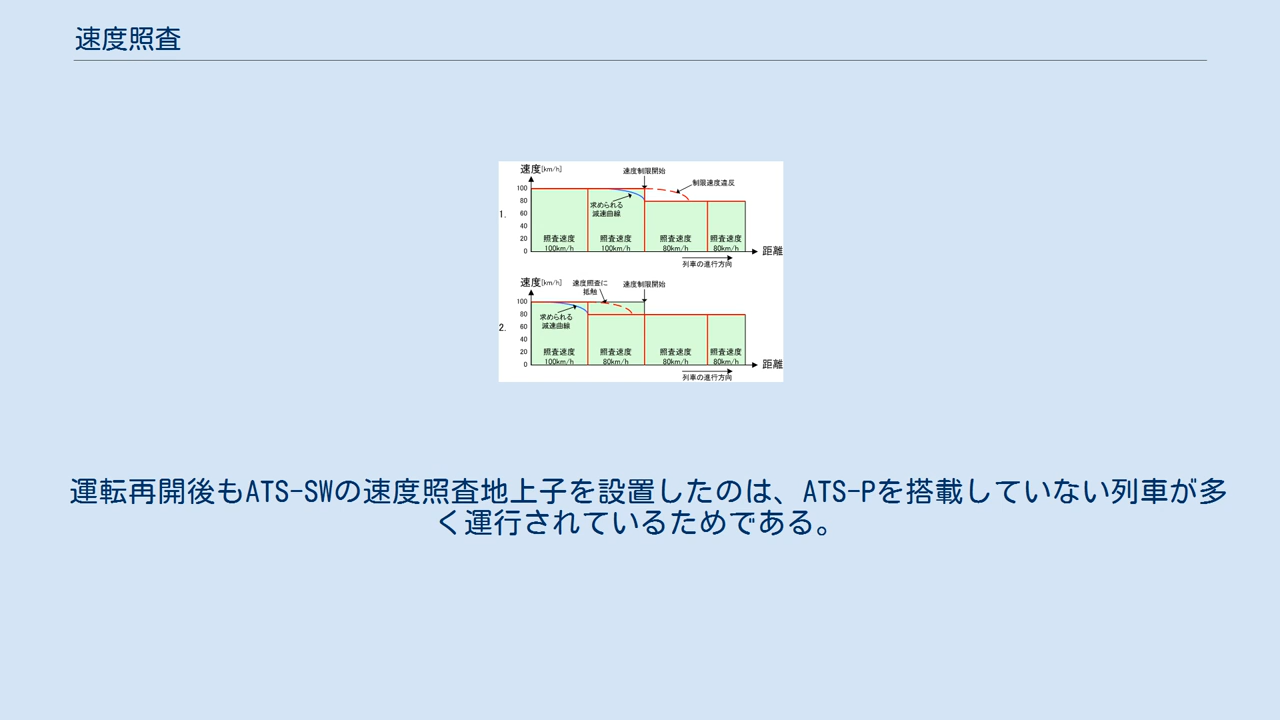 速度照査
速度[km/h]
速度制限開始
制限速度違反
100
80
60
40
20
0
1.
求められる
減速曲線
照査速度
100km/h
照査速度
100km/h
照査速度
80km/h
照査速度
80km/h
距離
列車の進行方向
速度[km/h]
速度照査に
抵触
速度制限開始
100
80
60
40
20
0
2.
求められる
減速曲線
照査速度
100km/h
照査速度
80km/h
照査速度
80km/h
照査速度
80km/h
距離
列車の進行方向
運転再開後もATS-SWの速度照査地上子を設置したのは、ATS-Pを搭載していない列車が多
く運行されているためである。